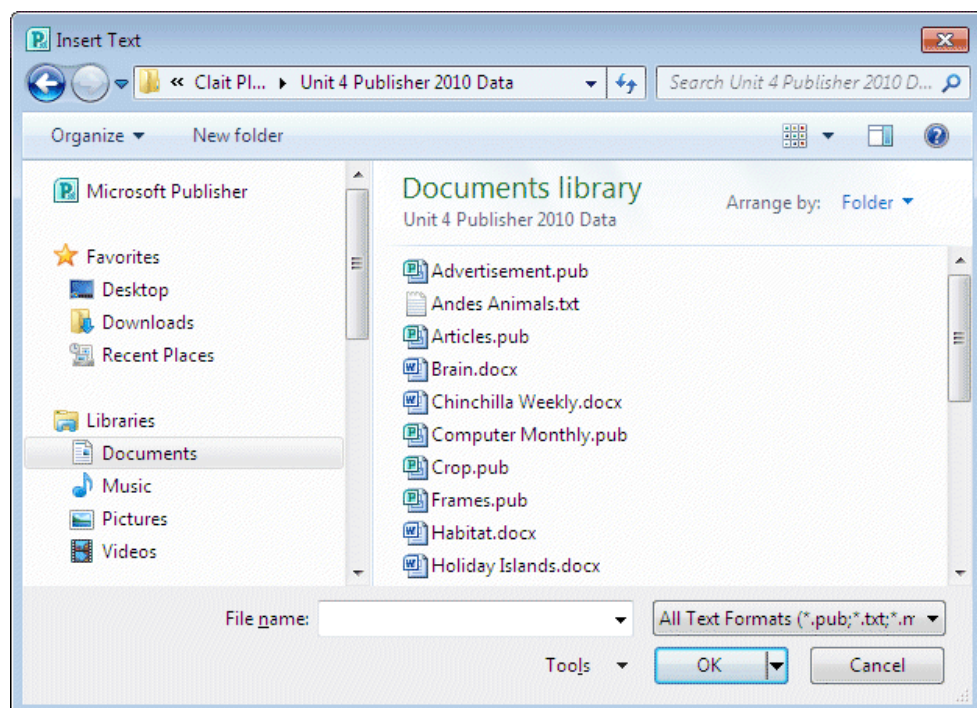 Insert Text
« Clait Pl... Unit 4 Publisher 2010 Data
Search Unit 4 Publisher 2010 D...
Organize
New folder
Microsoft Publisher
Favorites
Desktop
Downloads
Recent Places
Libraries
Documents
Music
Pictures
Videos
Documents library
Unit 4 Publisher 2010 Data
Arrange by: Folder
Advertisement.pub
Andes Animals.txt
Articles.pub
Brain.docx
Chinchilla Weekly.docx
Computer Monthly.pub
Crop.pub
Frames.pub
Habitat.docx
Holiday Islands.docx
File name:
All Text Formats (*.pub;*.txt;*.m
Tools
OK
Cancel